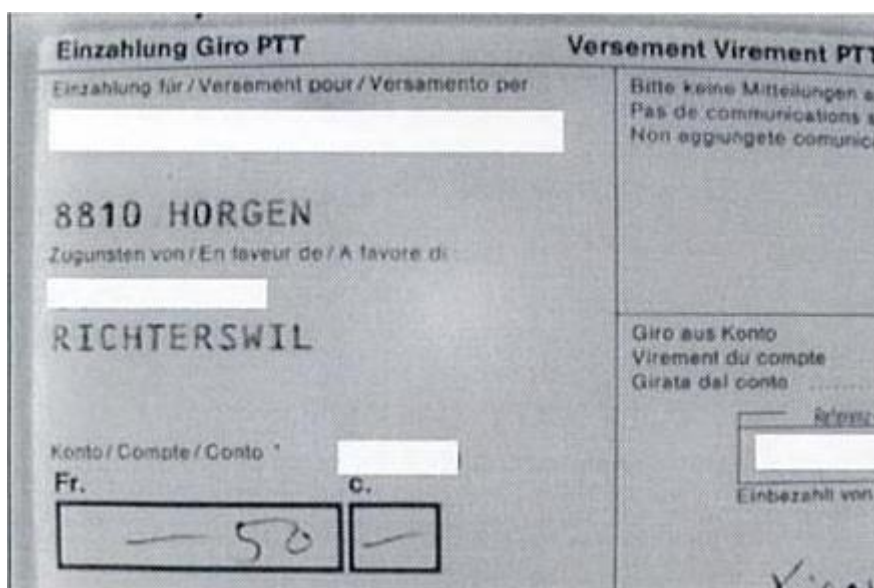 Einzahlung Giro PTT
Versement Virement PTT
Einzahlung für / Versement pour / Versamento per
8810 HORGEN
Zugunsten von / En faveur de / A favore di
RICHTERSWIL
Konto / Compte / Conto
Fr.
c.
— 50
—
Bitte keine Mitteilungen a
Pas de communications a
Non aggiungete comunica
Giro aus Konto
Virement du compte
Girata dal conto
Referenz
Einbezahlt von